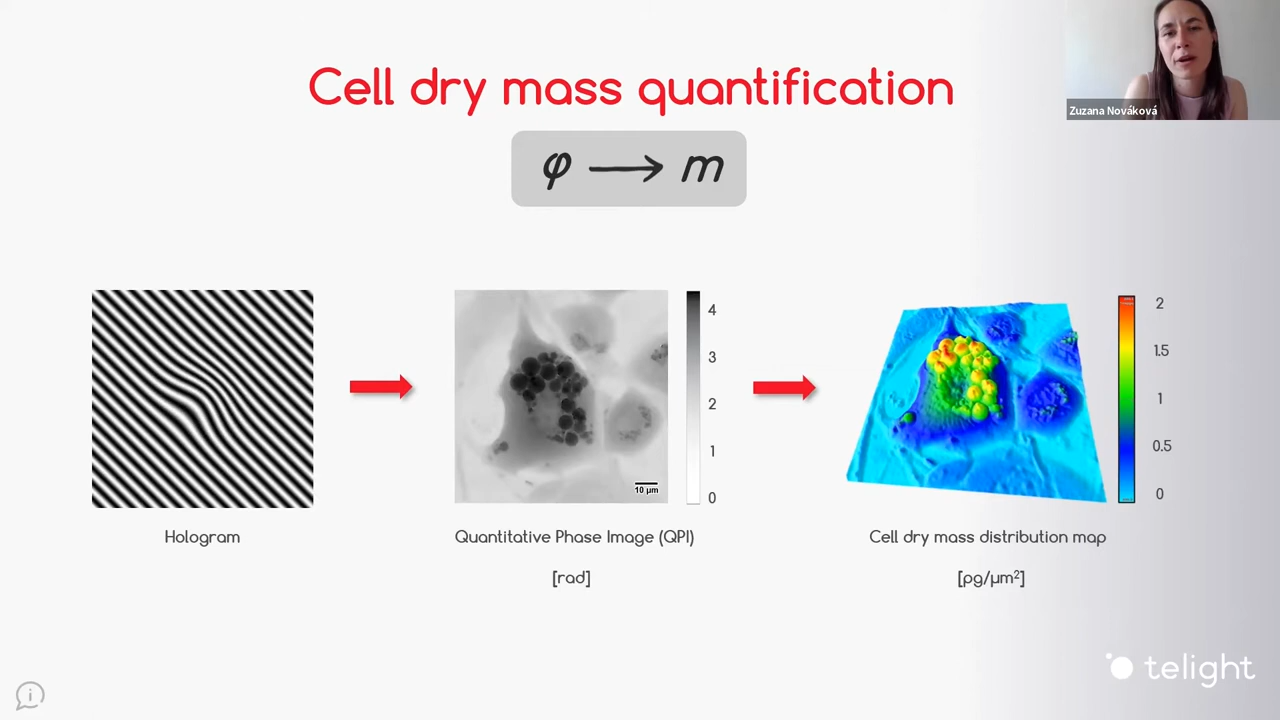 Cell dry mass quantification
Zuzana Nováková
φ → m
4
3
2
1
0
10 µm
2
1.5
1
0.5
0
Hologram
Quantitative Phase Image (QPI)
Cell dry mass distribution map
[rad]
[pg/µm²]
telight